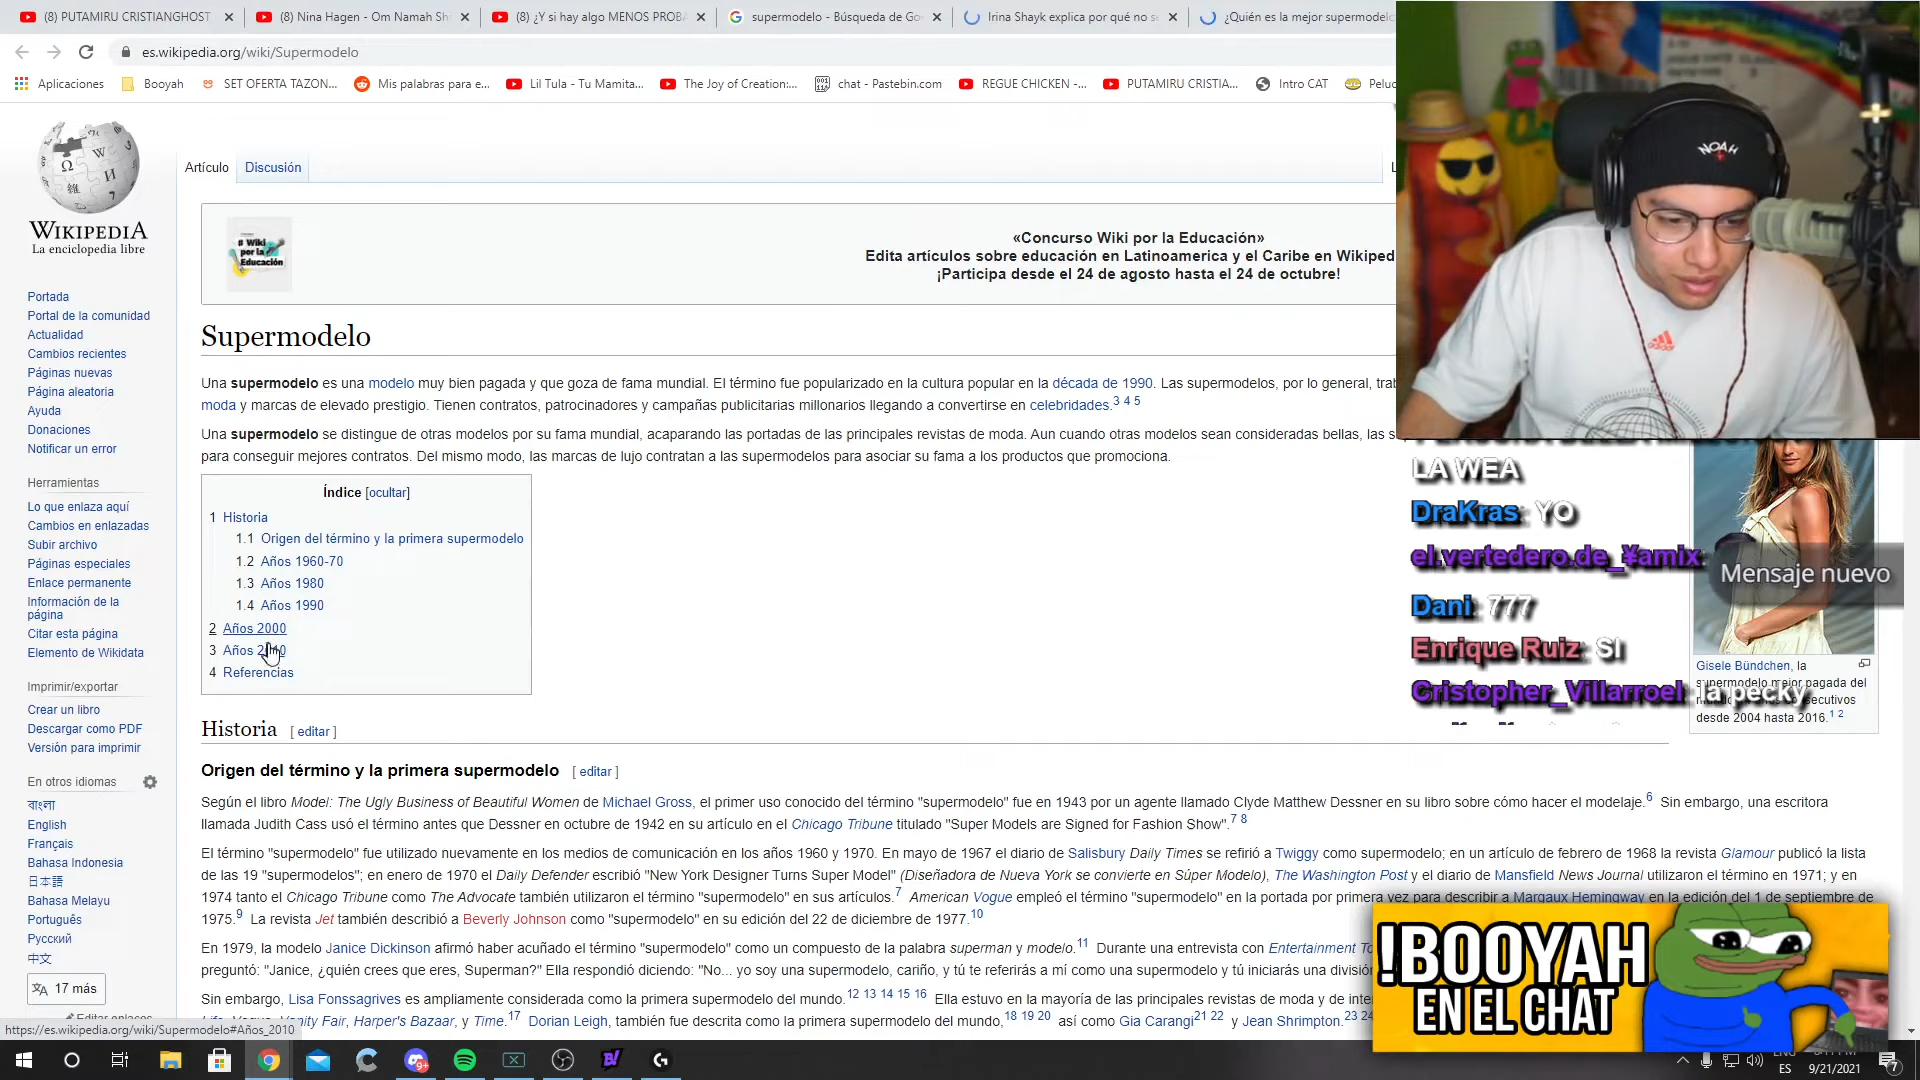 (8) PUTAMIRU CRISTIANGHOST
(8) Nina Hagen - Om Namah Sh
(8) ¿Y si hay algo MENOS PROBA
supermodelo - Búsqueda de Go
Irina Shayk explica por qué no s
¿Quién es la mejor supermodelo
es.wikipedia.org/wiki/Supermodelo
Aplicaciones
Booyah
SET OFERTA TAZON...
Mis palabras para e...
Lil Tula - Tu Mamita...
The Joy of Creation:...
chat - Pastebin.com
REGUE CHICKEN -...
PUTAMIRU CRISTIA...
Intro CAT
Peluc
NOAH
adidas
WIKIPEDIA
La enciclopedia libre
Artículo
Discusión
L
# Wiki
por la
Educación
«Concurso Wiki por la Educación»
Edita artículos sobre educación en Latinoamerica y el Caribe en Wikiped
¡Participa desde el 24 de agosto hasta el 24 de octubre!
Portada
Portal de la comunidad
Actualidad
Cambios recientes
Páginas nuevas
Página aleatoria
Ayuda
Donaciones
Notificar un error
Herramientas
Lo que enlaza aquí
Cambios en enlazadas
Subir archivo
Páginas especiales
Enlace permanente
Información de la
página
Citar esta página
Elemento de Wikidata
Imprimir/exportar
Crear un libro
Descargar como PDF
Versión para imprimir
En otros idiomas
বাংলা
English
Français
Bahasa Indonesia
日本語
Bahasa Melayu
Português
Русский
中文
17 más
Editar enlaces
Supermodelo
Una supermodelo es una modelo muy bien pagada y que goza de fama mundial. El término fue popularizado en la cultura popular en la década de 1990. Las supermodelos, por lo general, trab
moda y marcas de elevado prestigio. Tienen contratos, patrocinadores y campañas publicitarias millonarios llegando a convertirse en celebridades.3 4 5
Una supermodelo se distingue de otras modelos por su fama mundial, acaparando las portadas de las principales revistas de moda. Aun cuando otras modelos sean consideradas bellas, las s
para conseguir mejores contratos. Del mismo modo, las marcas de lujo contratan a las supermodelos para asociar su fama a los productos que promociona.
Índice [ocultar]
1 Historia
1.1 Origen del término y la primera supermodelo
1.2 Años 1960-70
1.3 Años 1980
1.4 Años 1990
2 Años 2000
3 Años 2010
4 Referencias
LA WEA
DraKras: YO
el.vertedero.de_¥amix:
Mensaje nuevo
Dani: 777
Enrique Ruiz: SI
Cristopher_Villarroel: la pecky
Gisele Bündchen, la
supermodelo mejor pagada del
desde 2004 hasta 2016.1 2
Historia [ editar ]
Origen del término y la primera supermodelo [ editar ]
Según el libro Model: The Ugly Business of Beautiful Women de Michael Gross, el primer uso conocido del término "supermodelo" fue en 1943 por un agente llamado Clyde Matthew Dessner en su libro sobre cómo hacer el modelaje.6 Sin embargo, una escritora
llamada Judith Cass usó el término antes que Dessner en octubre de 1942 en su artículo en el Chicago Tribune titulado "Super Models are Signed for Fashion Show".7 8
El término "supermodelo" fue utilizado nuevamente en los medios de comunicación en los años 1960 y 1970. En mayo de 1967 el diario de Salisbury Daily Times se refirió a Twiggy como supermodelo; en un artículo de febrero de 1968 la revista Glamour publicó la lista
de las 19 "supermodelos"; en enero de 1970 el Daily Defender escribió "New York Designer Turns Super Model" (Diseñadora de Nueva York se convierte en Súper Modelo), The Washington Post y el diario de Mansfield News Journal utilizaron el término en 1971; y en
1974 tanto el Chicago Tribune como The Advocate también utilizaron el término "supermodelo" en sus artículos.7 American Vogue empleó el término "supermodelo" en la portada por primera vez para describir a Margaux Hemingway en la edición del 1 de septiembre de
1975.9 La revista Jet también describió a Beverly Johnson como "supermodelo" en su edición del 22 de diciembre de 1977.10
En 1979, la modelo Janice Dickinson afirmó haber acuñado el término "supermodelo" como un compuesto de la palabra superman y modelo.11 Durante una entrevista con Entertainment To
preguntó: "Janice, ¿quién crees que eres, Superman?" Ella respondió diciendo: "No... yo soy una supermodelo, cariño, y tú te referirás a mí como una supermodelo y tú iniciarás una divisió
Sin embargo, Lisa Fonssagrives es ampliamente considerada como la primera supermodelo del mundo.12 13 14 15 16 Ella estuvo en la mayoría de las principales revistas de moda y de inte
Vanity Fair, Harper's Bazaar, y Time.17 Dorian Leigh, también fue descrita como la primera supermodelo del mundo,18 19 20 así como Gia Carangi21 22 y Jean Shrimpton.23 24
!BOOYAH
EN EL CHAT
https://es.wikipedia.org/wiki/Supermodelo#Años_2010
9+
ENG
ES
9/21/2021
7